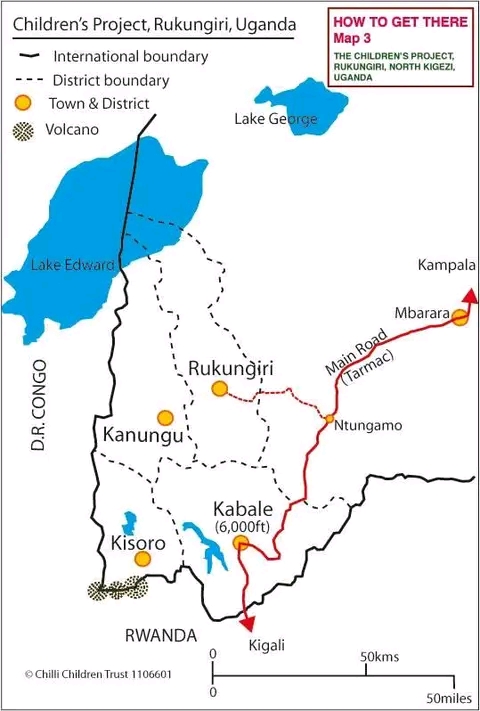 Children's Project, Rukungiri, Uganda
International boundary
District boundary
Town & District
Volcano
HOW TO GET THERE
Map 3
THE CHILDREN'S PROJECT,
RUKUNGIRI, NORTH KIGEZI,
UGANDA
Lake George
Lake Edward
Kampala
Mbarara
Main Road
(Tarmac)
D.R. CONGO
Rukungiri
Ntungamo
Kanungu
Kabale
(6,000ft)
Kisoro
RWANDA
Kigali
© Chilli Children Trust 1106601
0
50kms
0
50miles